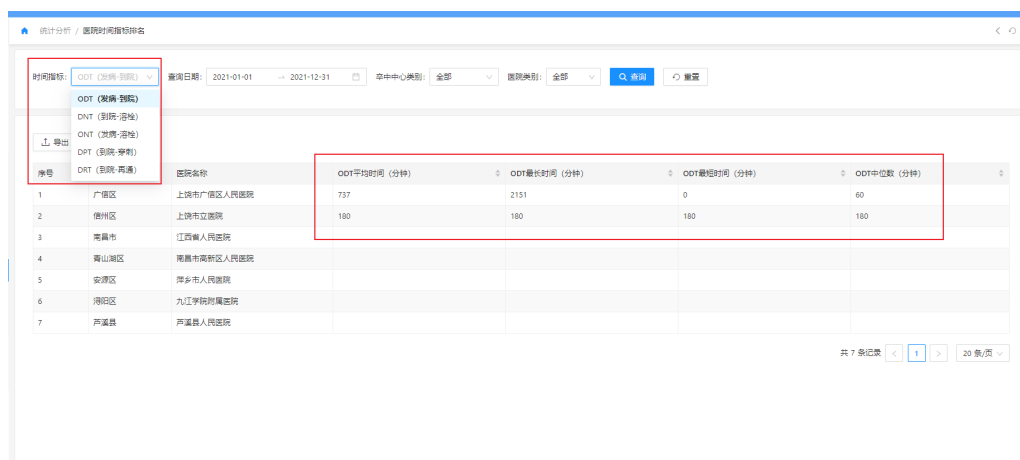 统计分析 / 医院时间指标排名
时间指标: ODT (发病-到院) 查询日期: 2021-01-01 → 2021-12-31 卒中中心类别: 全部 医院类别: 全部 查询 重置
ODT (发病-到院)
DNT (到院-溶栓)
ONT (发病-溶栓)
导出
DPT (到院-穿刺)
DRT (到院-再通)
序号 医院名称 ODT平均时间 (分钟) ODT最长时间 (分钟) ODT最短时间 (分钟) ODT中位数 (分钟)
1 广信区 上饶市广信区人民医院 737 2151 0 60
2 信州区 上饶市立医院 180 180 180 180
3 南昌市 江西省人民医院
4 青山湖区 南昌市高新区人民医院
5 安源区 萍乡市人民医院
6 浔阳区 九江学院附属医院
7 芦溪县 芦溪县人民医院
共 7 条记录 < 1 > 20 条/页